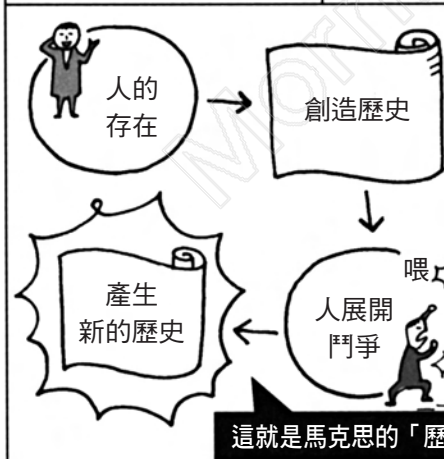 人的
存在
創造歷史
喂
人展開
鬥爭
產生
新的歷史
這就是馬克思的「歷